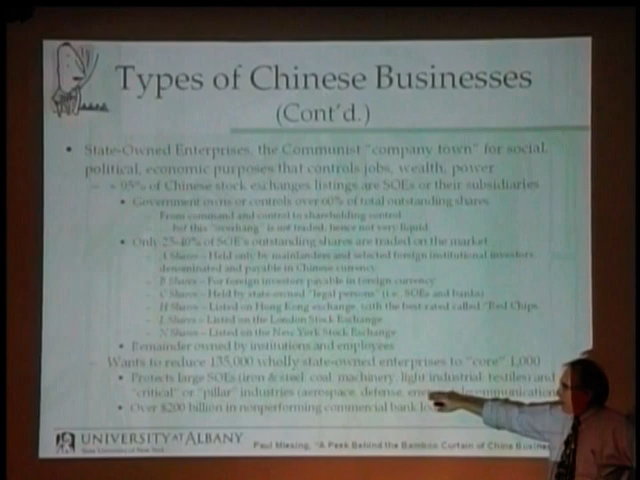 Types of Chinese Businesses
(Cont'd.)
• State-Owned Enterprises, the Communist "company town" for social,
political, economic purposes that controls jobs, wealth, power
– ≈ 95% of Chinese stock exchanges listings are SOEs or their subsidiaries
• Government owns or controls over 60% of total outstanding shares
– From command and control to shareholding control
– but this "overhang" is not traded, hence not very liquid
• Only 25-40% of SOE's outstanding shares are traded on the market
– A Shares – Held only by mainlanders and selected foreign institutional investors,
denominated and payable in Chinese currency
– B Shares – For foreign investors payable in foreign currency
– C Shares – Held by state-owned "legal persons" (i.e., SOEs and banks)
– H Shares – Listed on Hong Kong exchange, with the best rated called "Red Chips
– L Shares – Listed on the London Stock Exchange
– N Shares – Listed on the New York Stock Exchange
• Remainder owned by institutions and employees
– Wants to reduce 135,000 wholly state-owned enterprises to "core" 1,000
• Protects large SOEs (iron & steel, coal, machinery, light industrial, textiles) and
"critical" or "pillar" industries (aerospace, defense,
• Over $200 billion in nonperforming commercial bank
UNIVERSITY AT ALBANY
State University of New York
Paul Miesing, "A Peek Behind the Bamboo Curtain of China